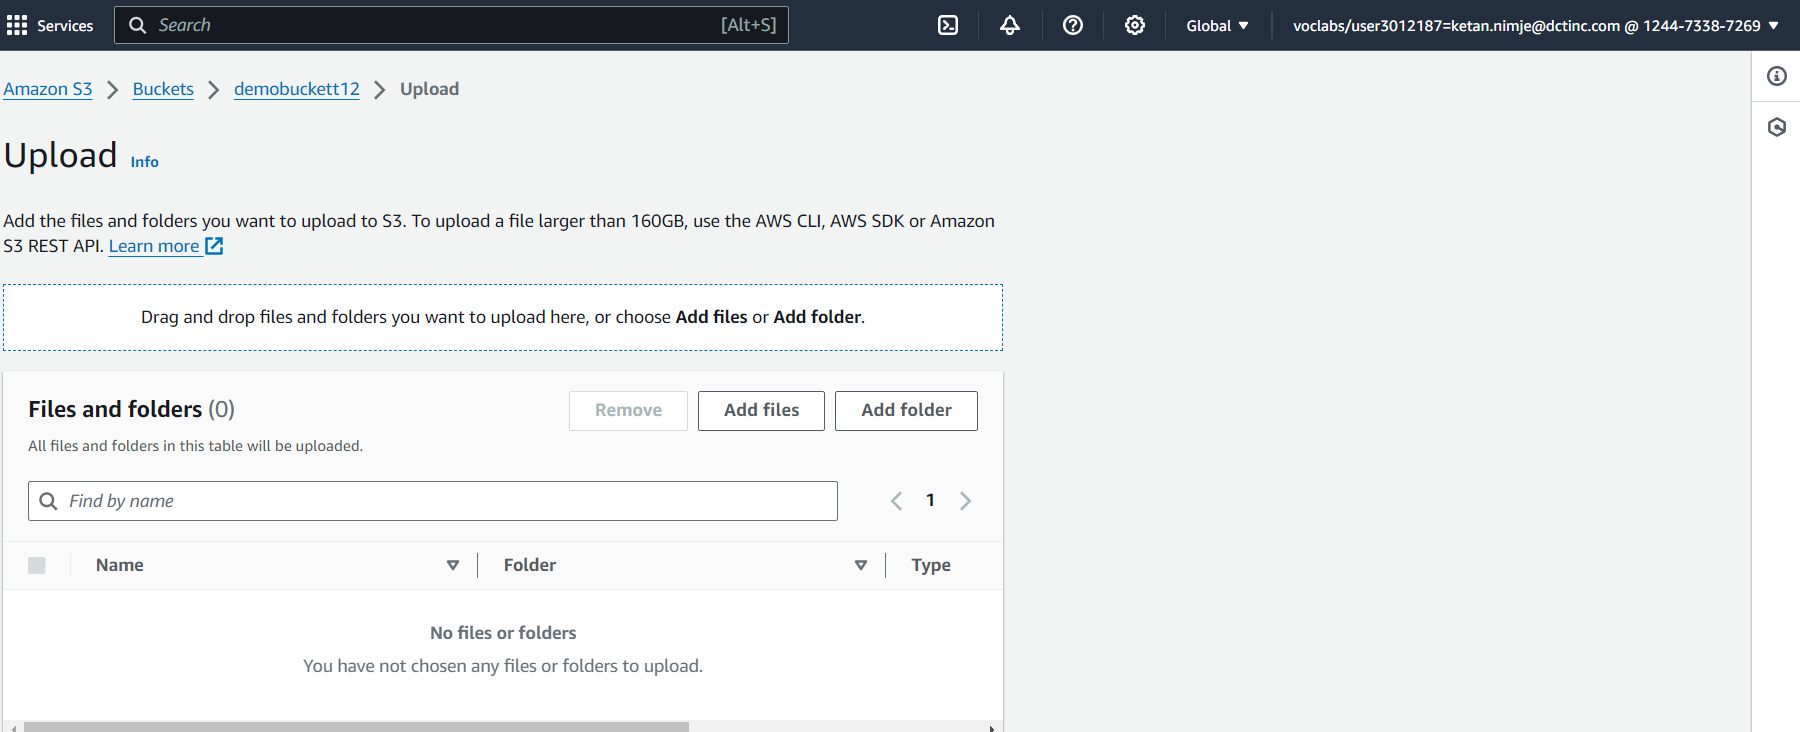 Services
Search [Alt+S]
Global
voclabs/user3012187=ketan.nimje@dctinc.com @ 1244-7338-7269
Amazon S3 > Buckets > demobuckett12 > Upload
Upload Info
Add the files and folders you want to upload to S3. To upload a file larger than 160GB, use the AWS CLI, AWS SDK or Amazon
S3 REST API. Learn more
Drag and drop files and folders you want to upload here, or choose Add files or Add folder.
Files and folders (0)
Remove
Add files
Add folder
All files and folders in this table will be uploaded.
Find by name
1
Name
Folder
Type
No files or folders
You have not chosen any files or folders to upload.